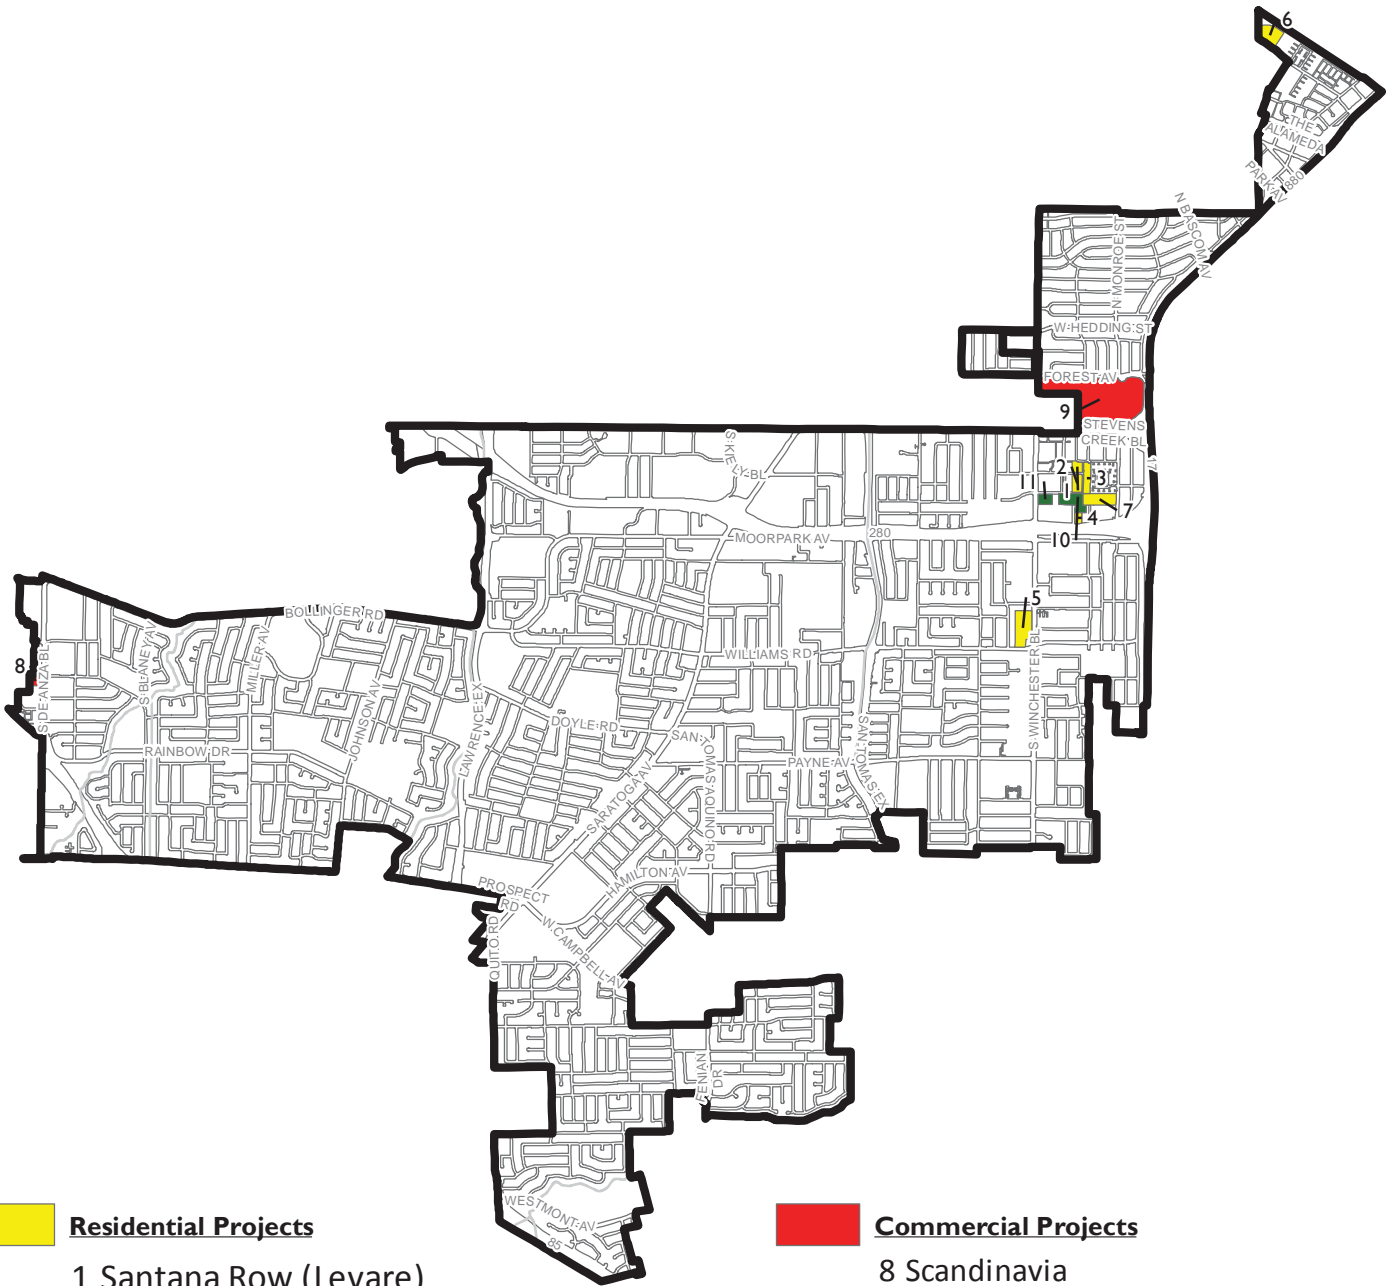 6
THE
ALAMEDA
PARK AV
880
N BASCOM AV
N MONROE ST
W HEDDING ST
FOREST AV
9
STEVENS
CREEK BL
17
S KIELY BL
2
3
11
1
7
4
10
MOORPARK AV
280
5
BOLLINGER RD
S BLANEY AV
MILLER AV
WILLIAMS RD
S WINCHESTER BL
8
S DE ANZA BL
JOHNSON AV
LAWRENCE EX
DOYLE RD
SAN TOMAS AQUINO RD
SAN TOMAS EX
RAINBOW DR
PAYNE AV
SARATOGA AV
HAMILTON AV
PROSPECT
RD
QUITO RD
W CAMPBELL AV
FENIAN
DR
WESTMONT AV
85
Residential Projects
1 Santana Row (Levare)
Commercial Projects
8 Scandinavia